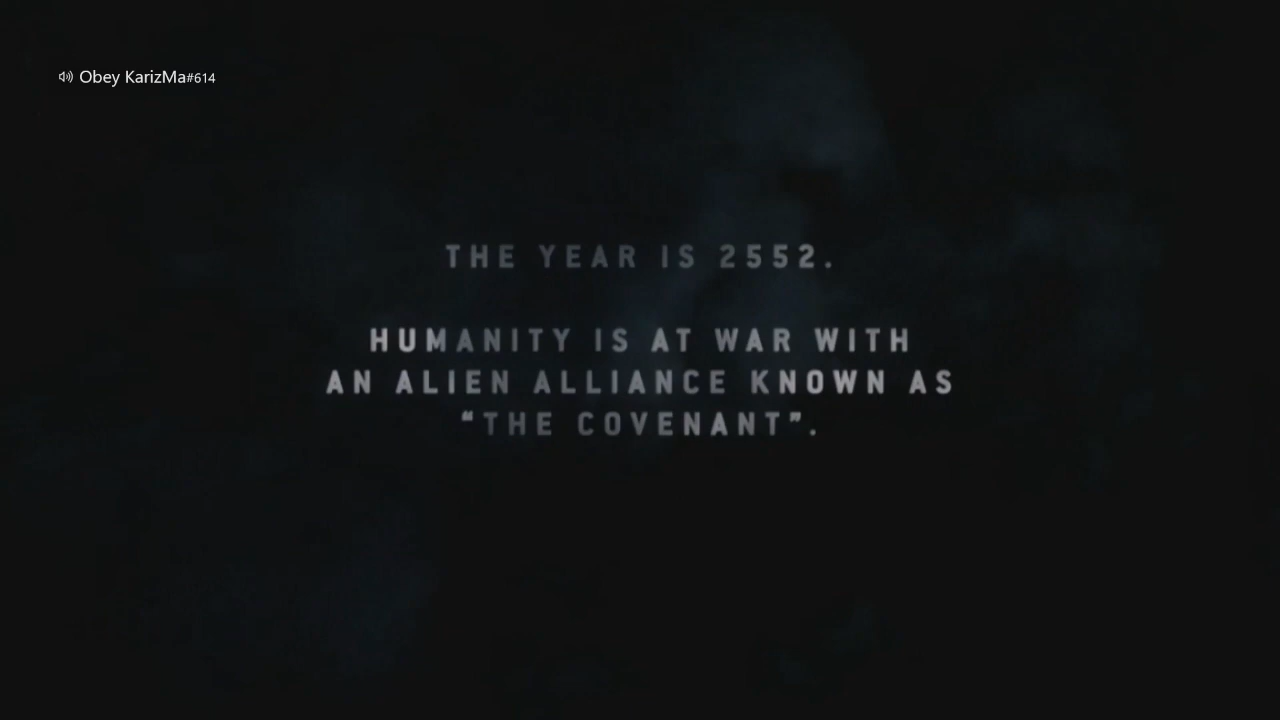 Obey KarizMa#614
THE YEAR IS 2552.
HUMANITY IS AT WAR WITH
AN ALIEN ALLIANCE KNOWN AS
“THE COVENANT”.